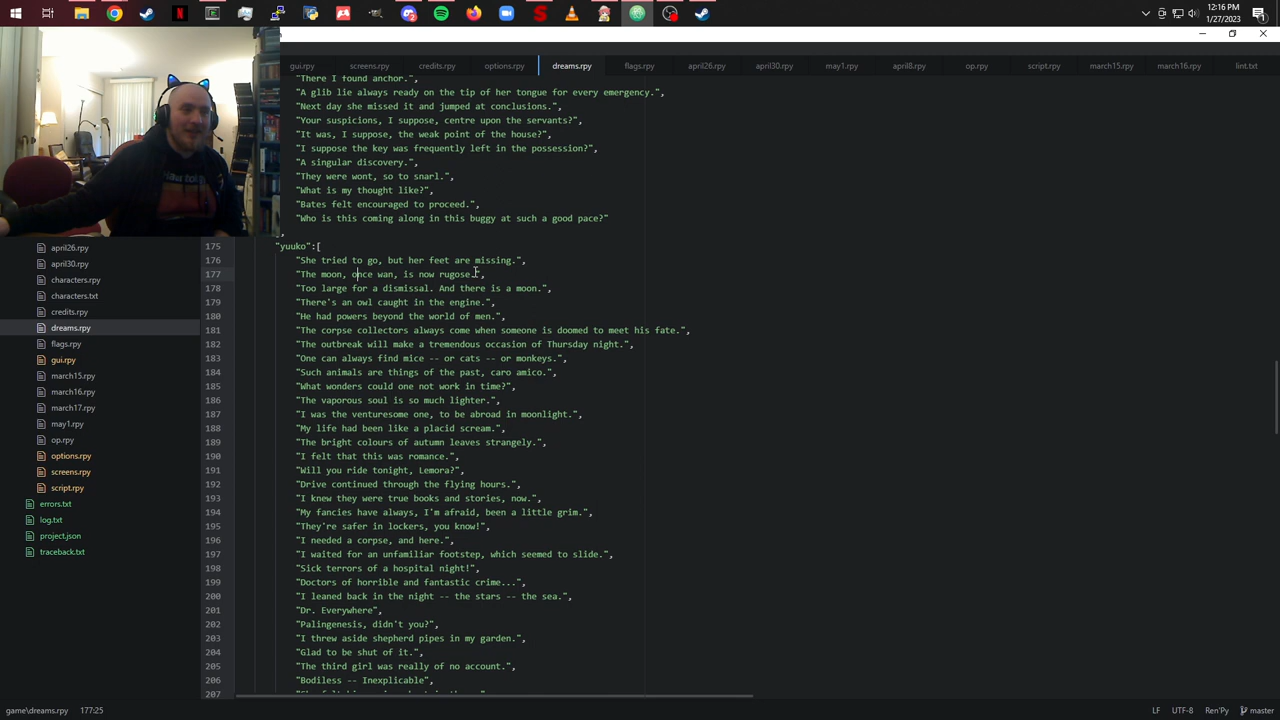 12:16 PM
1/27/2023
gui.rpy screens.rpy credits.rpy options.rpy dreams.rpy flags.rpy april26.rpy april30.rpy may1.rpy april8.rpy op.rpy script.rpy march15.rpy march16.rpy lint.txt
"There I found anchor.",
"A glib lie always ready on the tip of her tongue for every emergency.",
"Next day she missed it and jumped at conclusions.",
"Your suspicions, I suppose, centre upon the servants?",
"It was, I suppose, the weak point of the house?",
"I suppose the key was frequently left in the possession?",
"A singular discovery.",
"They were wont, so to snarl.",
"What is my thought like?",
"Bates felt encouraged to proceed.",
"Who is this coming along in this buggy at such a good pace?"
],
175 "yuuko":[
176 "She tried to go, but her feet are missing.",
177 "The moon, once wan, is now rugose.",
178 "Too large for a dismissal. And there is a moon.",
179 "There's an owl caught in the engine.",
180 "He had powers beyond the world of men.",
181 "The corpse collectors always come when someone is doomed to meet his fate.",
182 "The outbreak will make a tremendous occasion of Thursday night.",
183 "One can always find mice -- or cats -- or monkeys.",
184 "Such animals are things of the past, caro amico.",
185 "What wonders could one not work in time?",
186 "The vaporous soul is so much lighter.",
187 "I was the venturesome one, to be abroad in moonlight.",
188 "My life had been like a placid scream.",
189 "The bright colours of autumn leaves strangely.",
190 "I felt that this was romance.",
191 "Will you ride tonight, Lemora?",
192 "Drive continued through the flying hours.",
193 "I knew they were true books and stories, now.",
194 "My fancies have always, I'm afraid, been a little grim.",
195 "They're safer in lockers, you know!",
196 "I needed a corpse, and here.",
197 "I waited for an unfamiliar footstep, which seemed to slide.",
198 "Sick terrors of a hospital night!",
199 "Doctors of horrible and fantastic crime...",
200 "I leaned back in the night -- the stars -- the sea.",
201 "Dr. Everywhere",
202 "Palingenesis, didn't you?",
203 "I threw aside shepherd pipes in my garden.",
204 "Glad to be shut of it.",
205 "The third girl was really of no account.",
206 "Bodiless -- Inexplicable",
207
april26.rpy
april30.rpy
characters.rpy
characters.txt
credits.rpy
dreams.rpy
flags.rpy
gui.rpy
march15.rpy
march16.rpy
march17.rpy
may1.rpy
op.rpy
options.rpy
screens.rpy
script.rpy
errors.txt
log.txt
project.json
traceback.txt
game\dreams.rpy 177:25
LF UTF-8 Ren'Py master